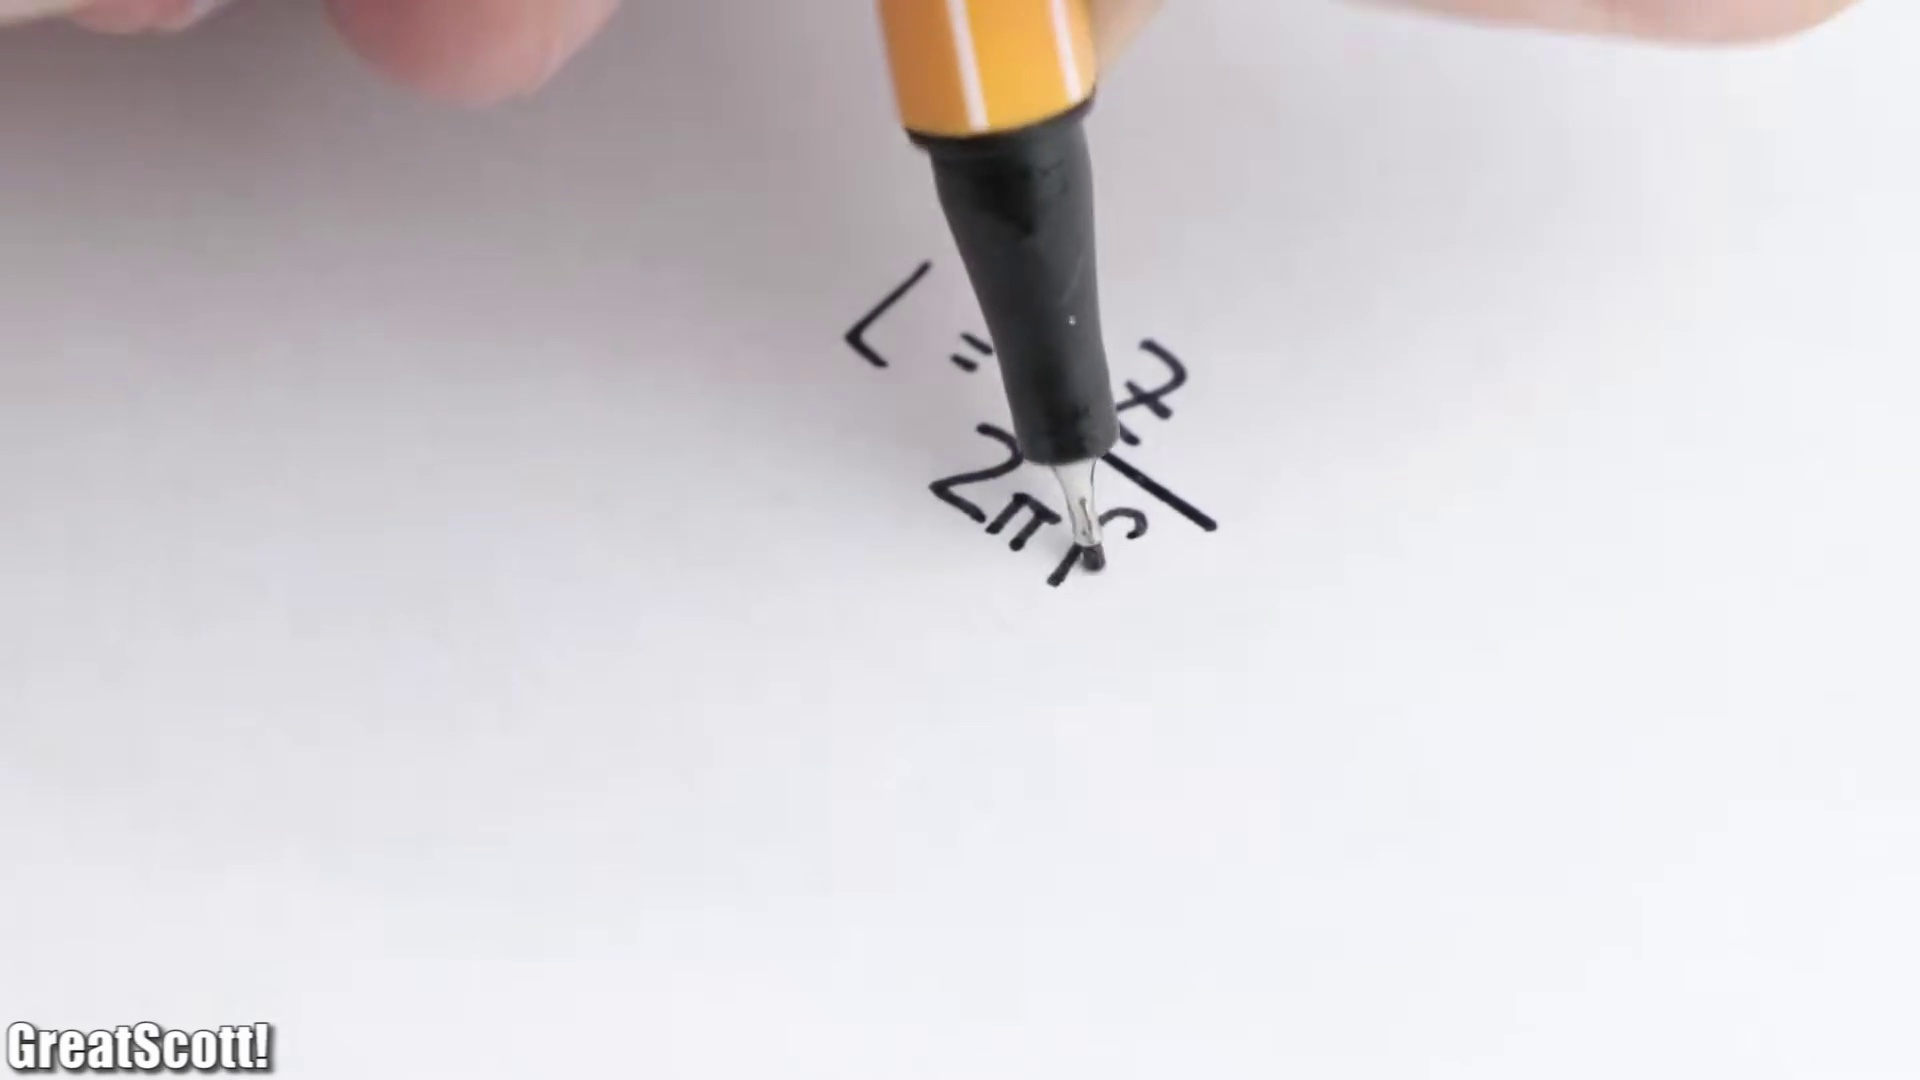 L = Z
2π f
GreatScott!